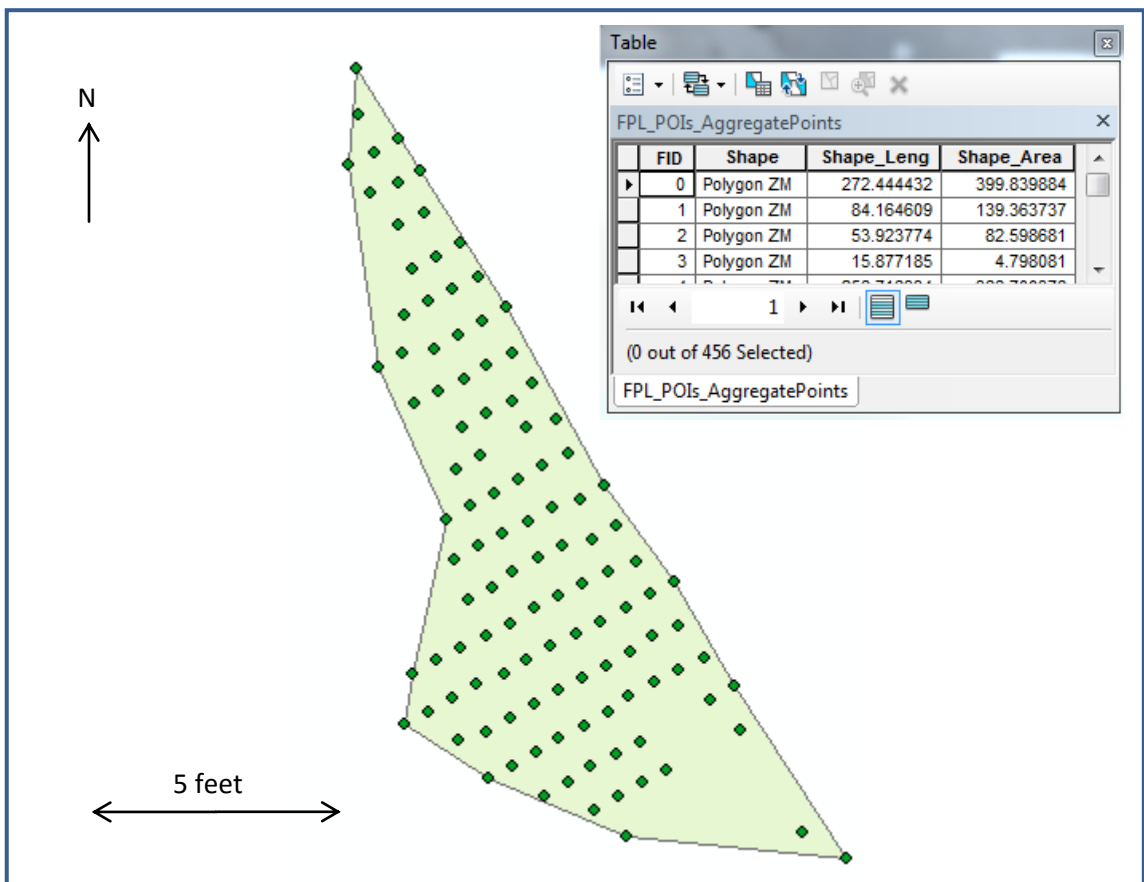 N
5 feet
Table
FPL_POIs_AggregatePoints
FID Shape Shape_Leng Shape_Area
0 Polygon ZM 272.444432 399.839884
1 Polygon ZM 84.164609 139.363737
2 Polygon ZM 53.923774 82.598681
3 Polygon ZM 15.877185 4.798081
1
(0 out of 456 Selected)
FPL_POIs_AggregatePoints